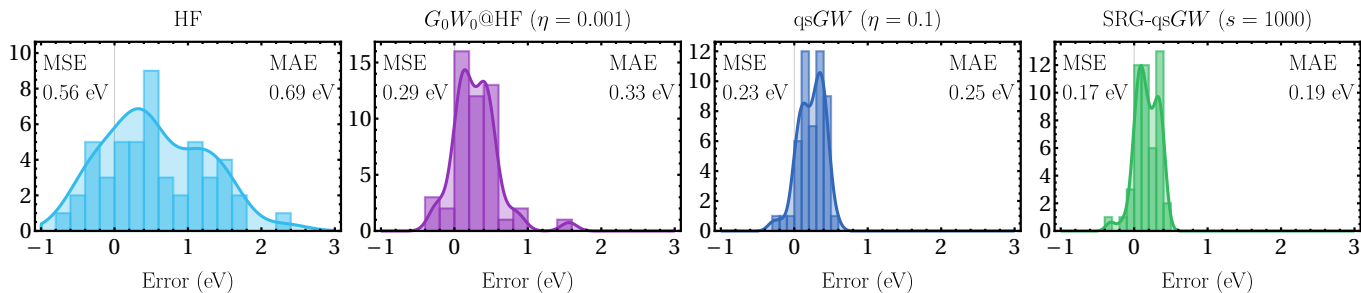 HF
G₀W₀@HF (η = 0.001)
qsGW (η = 0.1)
SRG-qsGW (s = 1000)
MSE
0.56 eV
MAE
0.69 eV
10
8
6
4
2
0
-1 0 1 2 3
Error (eV)
MSE
0.29 eV
MAE
0.33 eV
15
10
5
0
-1 0 1 2 3
Error (eV)
MSE
0.23 eV
MAE
0.25 eV
12
10
8
6
4
2
0
-1 0 1 2 3
Error (eV)
MSE
0.17 eV
MAE
0.19 eV
12
10
8
6
4
2
0
-1 0 1 2 3
Error (eV)